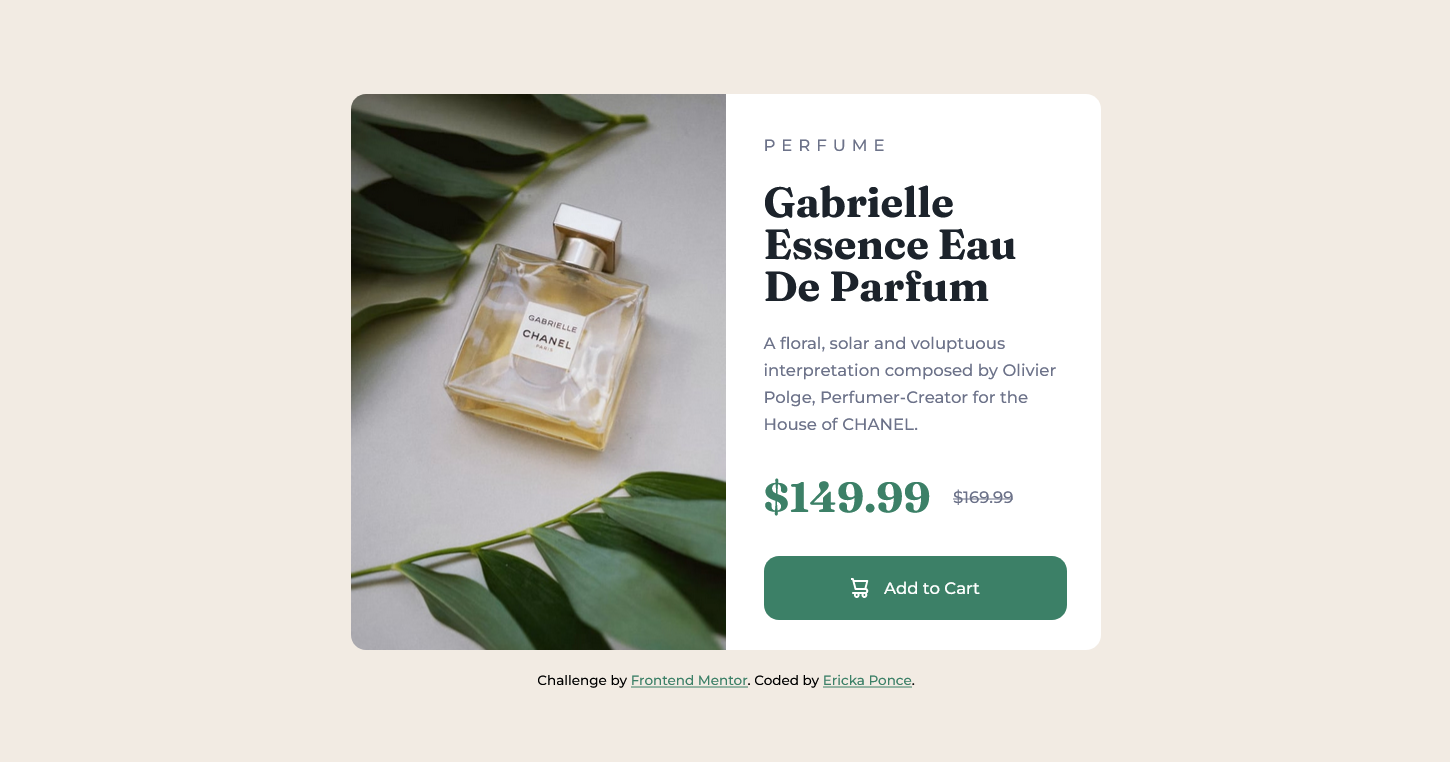 GABRIELLE
CHANEL
PARIS
PERFUME
Gabrielle
Essence Eau
De Parfum
A floral, solar and voluptuous
interpretation composed by Olivier
Polge, Perfumer-Creator for the
House of CHANEL.
$149.99 $169.99
Add to Cart
Challenge by Frontend Mentor. Coded by Ericka Ponce.